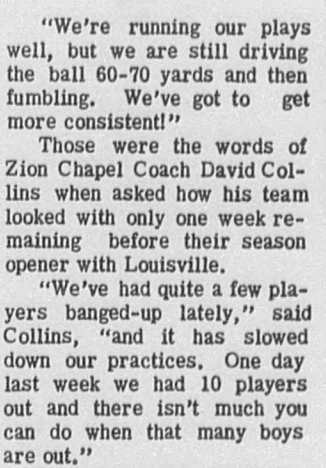 "We're running our plays
well, but we are still driving
the ball 60-70 yards and then
fumbling. We've got to get
more consistent!"
Those were the words of
Zion Chapel Coach David Col-
lins when asked how his team
looked with only one week re-
maining before their season
opener with Louisville.
"We've had quite a few pla-
yers banged-up lately," said
Collins, "and it has slowed
down our practices. One day
last week we had 10 players
out and there isn't much you
can do when that many boys
are out."